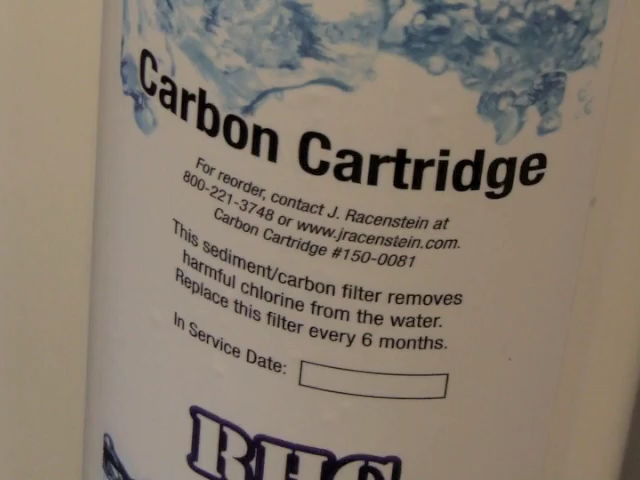 Carbon Cartridge
For reorder, contact J. Racenstein at
800-221-3748 or www.jracenstein.com.
Carbon Cartridge #150-0081
This sediment/carbon filter removes
harmful chlorine from the water.
Replace this filter every 6 months.
In Service Date: